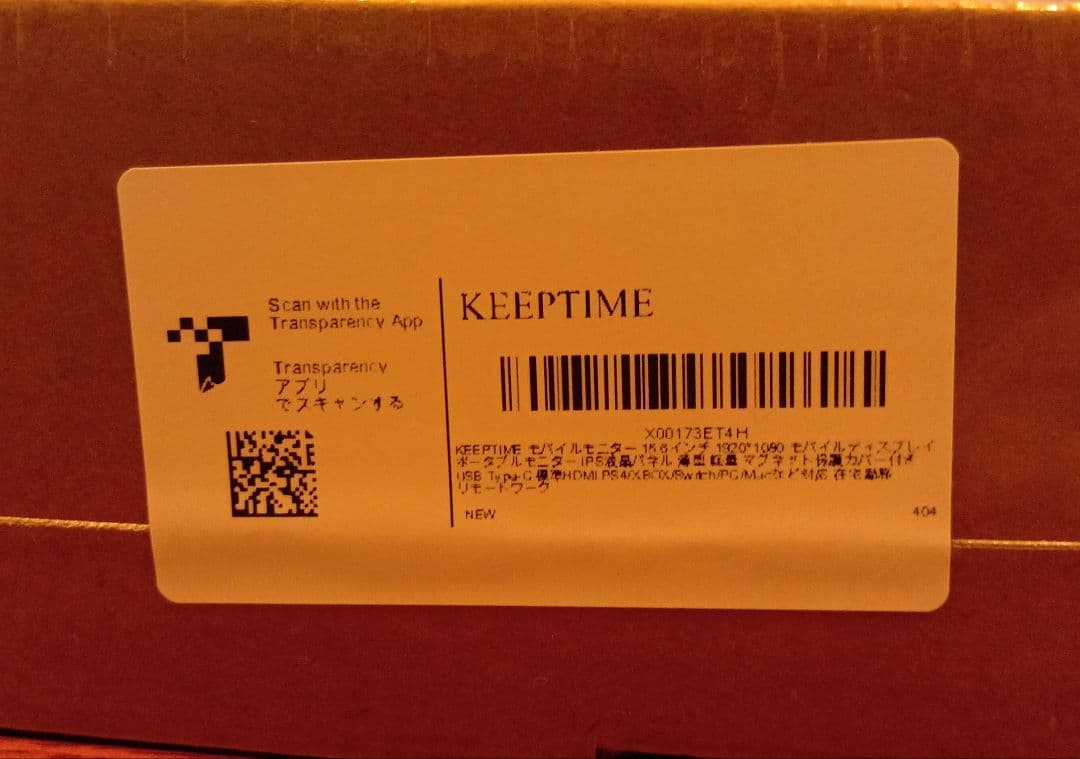 Scan with the
Transparency App
Transparency
アプリ
でスキャンする
KEEPTIME
X00173ET4H
KEEPTIME モバイルモニター 15.6インチ 1920*1080 モバイルディスプレイ
ポータブルモニター IPS液晶パネル 薄型 軽量 マグネット保護カバー付き
USB Type-C 標準HDMI PS4/XBOX/Switch/PC/Macなど対応 在宅勤務
リモートワーク
NEW
404